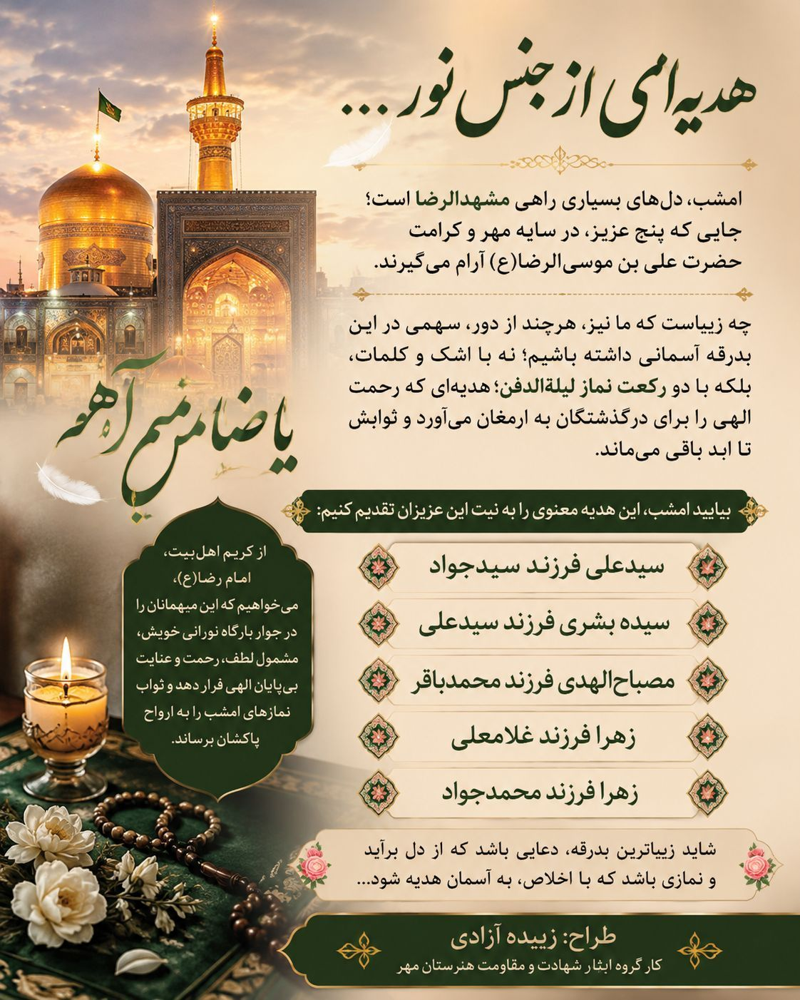 هدیه‌ای از جنس نور...
امشب، دل‌های بسیاری راهی مشهدالرضا است؛
جایی که پنج عزیز، در سایه مهر و کرامت
حضرت علی بن موسی‌الرضا(ع) آرام می‌گیرند.
چه زیباست که ما نیز، هرچند از دور، سهمی در این
بدرقه آسمانی داشته باشیم؛ نه با اشک و کلمات،
بلکه با دو رکعت نماز لیلةالدفن؛ هدیه‌ای که رحمت
الهی را برای درگذشتگان به ارمغان می‌آورد و ثوابش
تا ابد باقی می‌ماند.
یا ضامن آهو
بیایید امشب، این هدیه معنوی را به نیت این عزیزان تقدیم کنیم:
سیدعلی فرزند سیدجواد
سیده بشری فرزند سیدعلی
مصباح‌الهدی فرزند محمدباقر
زهرا فرزند غلامعلی
زهرا فرزند محمدجواد
از کریم اهل‌بیت،
امام رضا(ع)،
می‌خواهیم که این میهمانان را
در جوار بارگاه نورانی خویش،
مشمول لطف، رحمت و عنایت
بی‌پایان الهی قرار دهد و ثواب
نمازهای امشب را به ارواح
پاکشان برساند.
شاید زیباترین بدرقه، دعایی باشد که از دل برآید
و نمازی باشد که با اخلاص، به آسمان هدیه شود...
طراح: زبیده آزادی
کار گروه ایثار شهادت و مقاومت هنرستان مهر